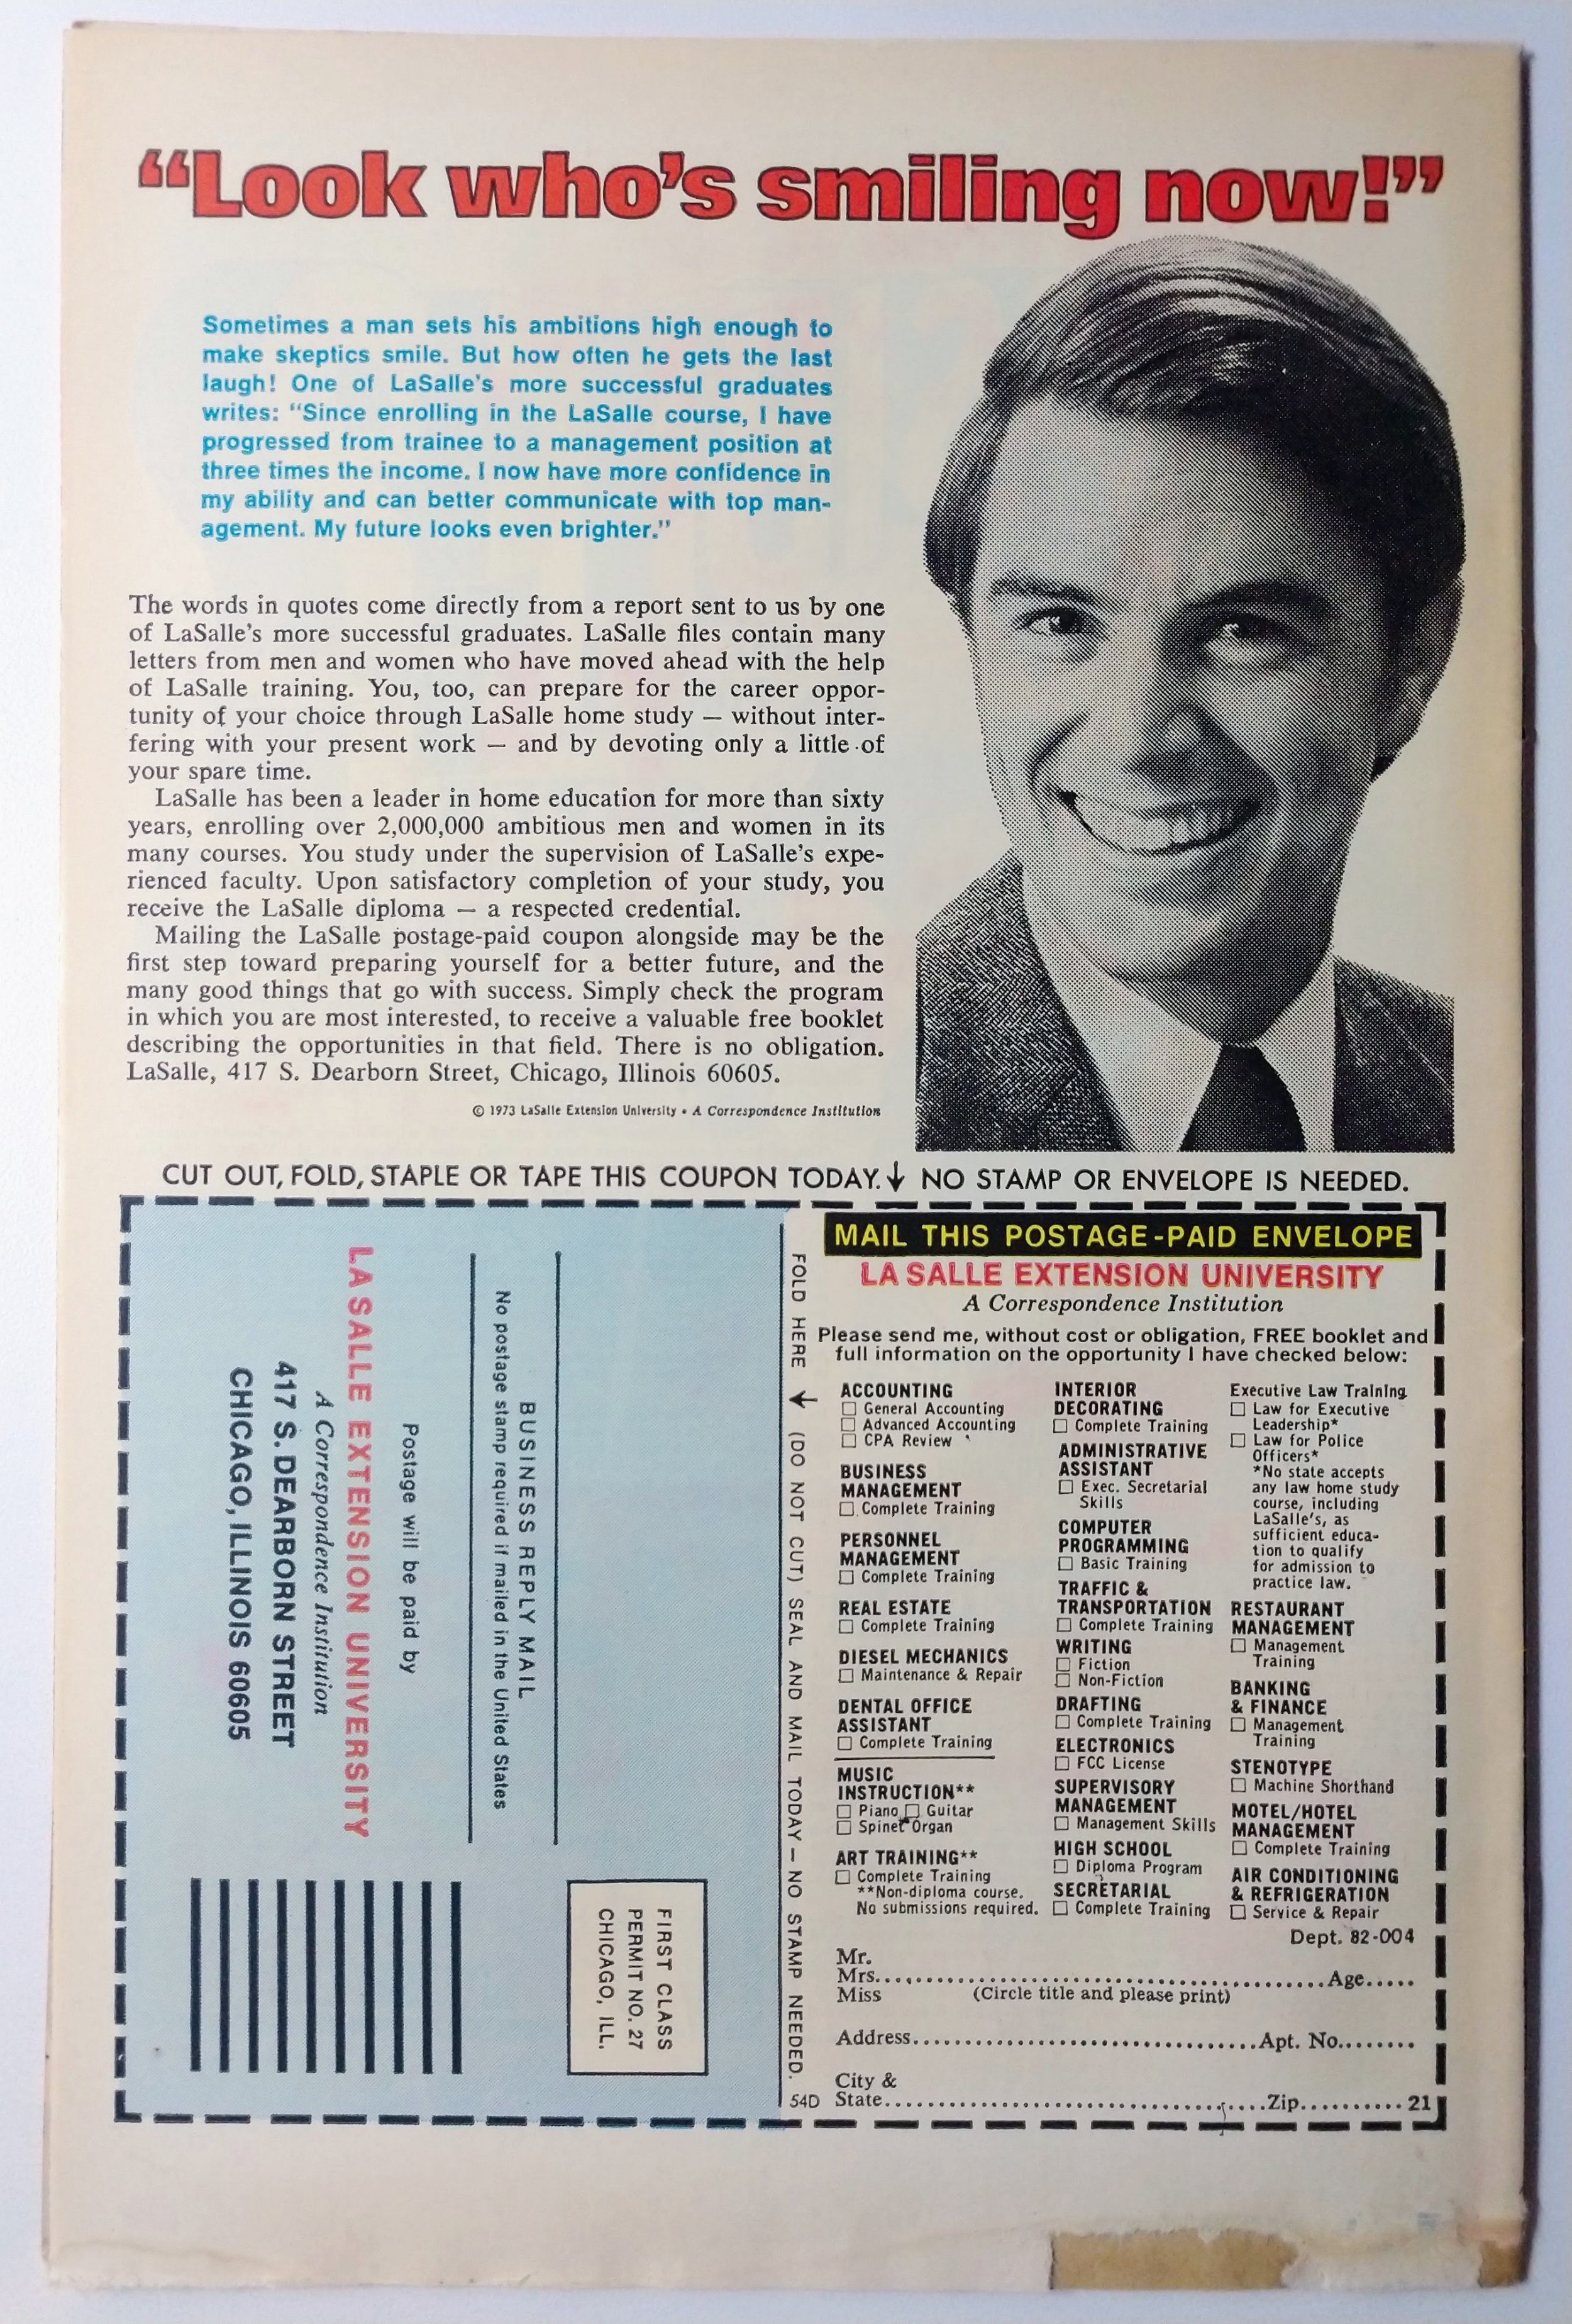 “Look who’s smiling now!”
Sometimes a man sets his ambitions high enough to
make skeptics smile. But how often he gets the last
laugh! One of LaSalle’s more successful graduates
writes: “Since enrolling in the LaSalle course, I have
progressed from trainee to a management position at
three times the income. I now have more confidence in
my ability and can better communicate with top man-
agement. My future looks even brighter.”
The words in quotes come directly from a report sent to us by one
of LaSalle’s more successful graduates. LaSalle files contain many
letters from men and women who have moved ahead with the help
of LaSalle training. You, too, can prepare for the career oppor-
tunity of your choice through LaSalle home study — without inter-
fering with your present work — and by devoting only a little of
your spare time.
LaSalle has been a leader in home education for more than sixty
years, enrolling over 2,000,000 ambitious men and women in its
many courses. You study under the supervision of LaSalle’s expe-
rienced faculty. Upon satisfactory completion of your study, you
receive the LaSalle diploma — a respected credential.
Mailing the LaSalle postage-paid coupon alongside may be the
first step toward preparing yourself for a better future, and the
many good things that go with success. Simply check the program
in which you are most interested, to receive a valuable free booklet
describing the opportunities in that field. There is no obligation.
LaSalle, 417 S. Dearborn Street, Chicago, Illinois 60605.
© 1973 LaSalle Extension University • A Correspondence Institution
CUT OUT, FOLD, STAPLE OR TAPE THIS COUPON TODAY. ↓ NO STAMP OR ENVELOPE IS NEEDED.
BUSINESS REPLY MAIL
No postage stamp required if mailed in the United States
Postage will be paid by
LA SALLE EXTENSION UNIVERSITY
A Correspondence Institution
417 S. DEARBORN STREET
CHICAGO, ILLINOIS 60605
FIRST CLASS
PERMIT NO. 27
CHICAGO, ILL.
FOLD HERE ↓ (DO NOT CUT) SEAL AND MAIL TODAY — NO STAMP NEEDED.
54D
MAIL THIS POSTAGE-PAID ENVELOPE
LA SALLE EXTENSION UNIVERSITY
A Correspondence Institution
Please send me, without cost or obligation, FREE booklet and
full information on the opportunity I have checked below:
ACCOUNTING
☐ General Accounting
☐ Advanced Accounting
☐ CPA Review
BUSINESS
MANAGEMENT
☐ Complete Training
PERSONNEL
MANAGEMENT
☐ Complete Training
REAL ESTATE
☐ Complete Training
DIESEL MECHANICS
☐ Maintenance & Repair
DENTAL OFFICE
ASSISTANT
☐ Complete Training
MUSIC
INSTRUCTION**
☐ Piano ☐ Guitar
☐ Spinet Organ
ART TRAINING**
☐ Complete Training
**Non-diploma course.
No submissions required.
INTERIOR
DECORATING
☐ Complete Training
ADMINISTRATIVE
ASSISTANT
☐ Exec. Secretarial
Skills
COMPUTER
PROGRAMMING
☐ Basic Training
TRAFFIC &
TRANSPORTATION
☐ Complete Training
WRITING
☐ Fiction
☐ Non-Fiction
DRAFTING
☐ Complete Training
ELECTRONICS
☐ FCC License
SUPERVISORY
MANAGEMENT
☐ Management Skills
HIGH SCHOOL
☐ Diploma Program
SECRETARIAL
☐ Complete Training
Executive Law Training
☐ Law for Executive
Leadership*
☐ Law for Police
Officers*
*No state accepts
any law home study
course, including
LaSalle’s, as
sufficient educa-
tion to qualify
for admission to
practice law.
RESTAURANT
MANAGEMENT
☐ Management
Training
BANKING
& FINANCE
☐ Management
Training
STENOTYPE
☐ Machine Shorthand
MOTEL/HOTEL
MANAGEMENT
☐ Complete Training
AIR CONDITIONING
& REFRIGERATION
☐ Service & Repair
Dept. 82-004
Mr.
Mrs. Age
Miss (Circle title and please print)
Address Apt. No.
City &
State Zip 21